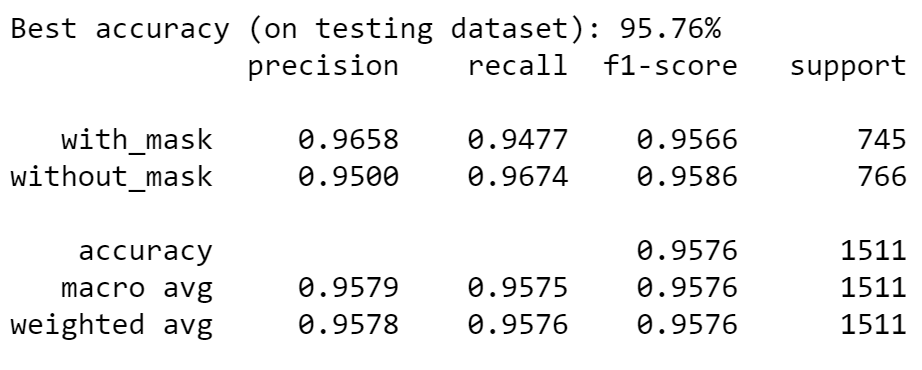 Best accuracy (on testing dataset): 95.76%
precision recall f1-score support
with_mask 0.9658 0.9477 0.9566 745
without_mask 0.9500 0.9674 0.9586 766
accuracy 0.9576 1511
macro avg 0.9579 0.9575 0.9576 1511
weighted avg 0.9578 0.9576 0.9576 1511